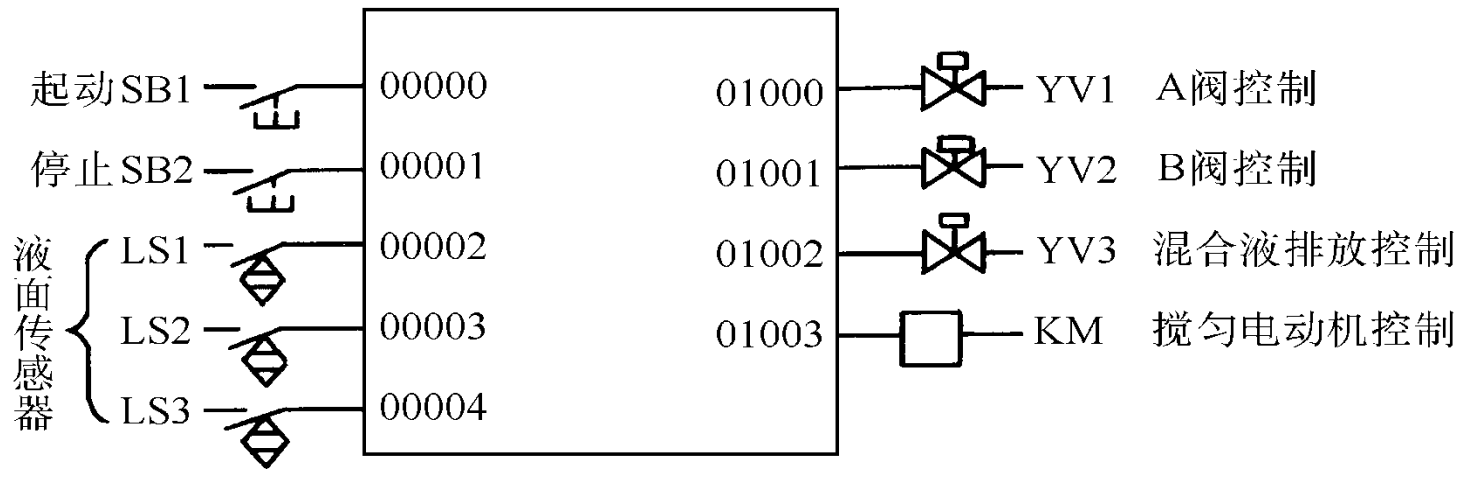 起动SB1
00000
01000
YV1 A阀控制
停止SB2
00001
01001
YV2 B阀控制
液面传感器
LS1
00002
01002
YV3 混合液排放控制
LS2
00003
01003
KM 搅匀电动机控制
LS3
00004